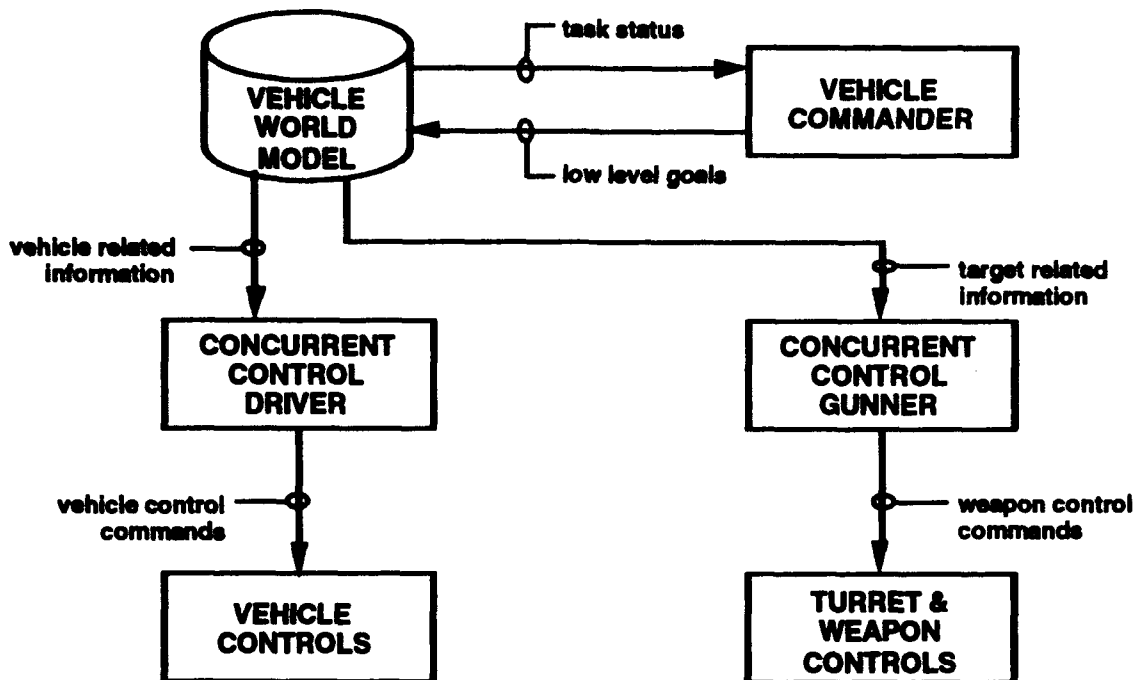 task status
VEHICLE
WORLD
MODEL
VEHICLE
COMMANDER
low level goals
vehicle related
information
target related
information
CONCURRENT
CONTROL
DRIVER
CONCURRENT
CONTROL
GUNNER
vehicle control
commands
weapon control
commands
VEHICLE
CONTROLS
TURRET &
WEAPON
CONTROLS